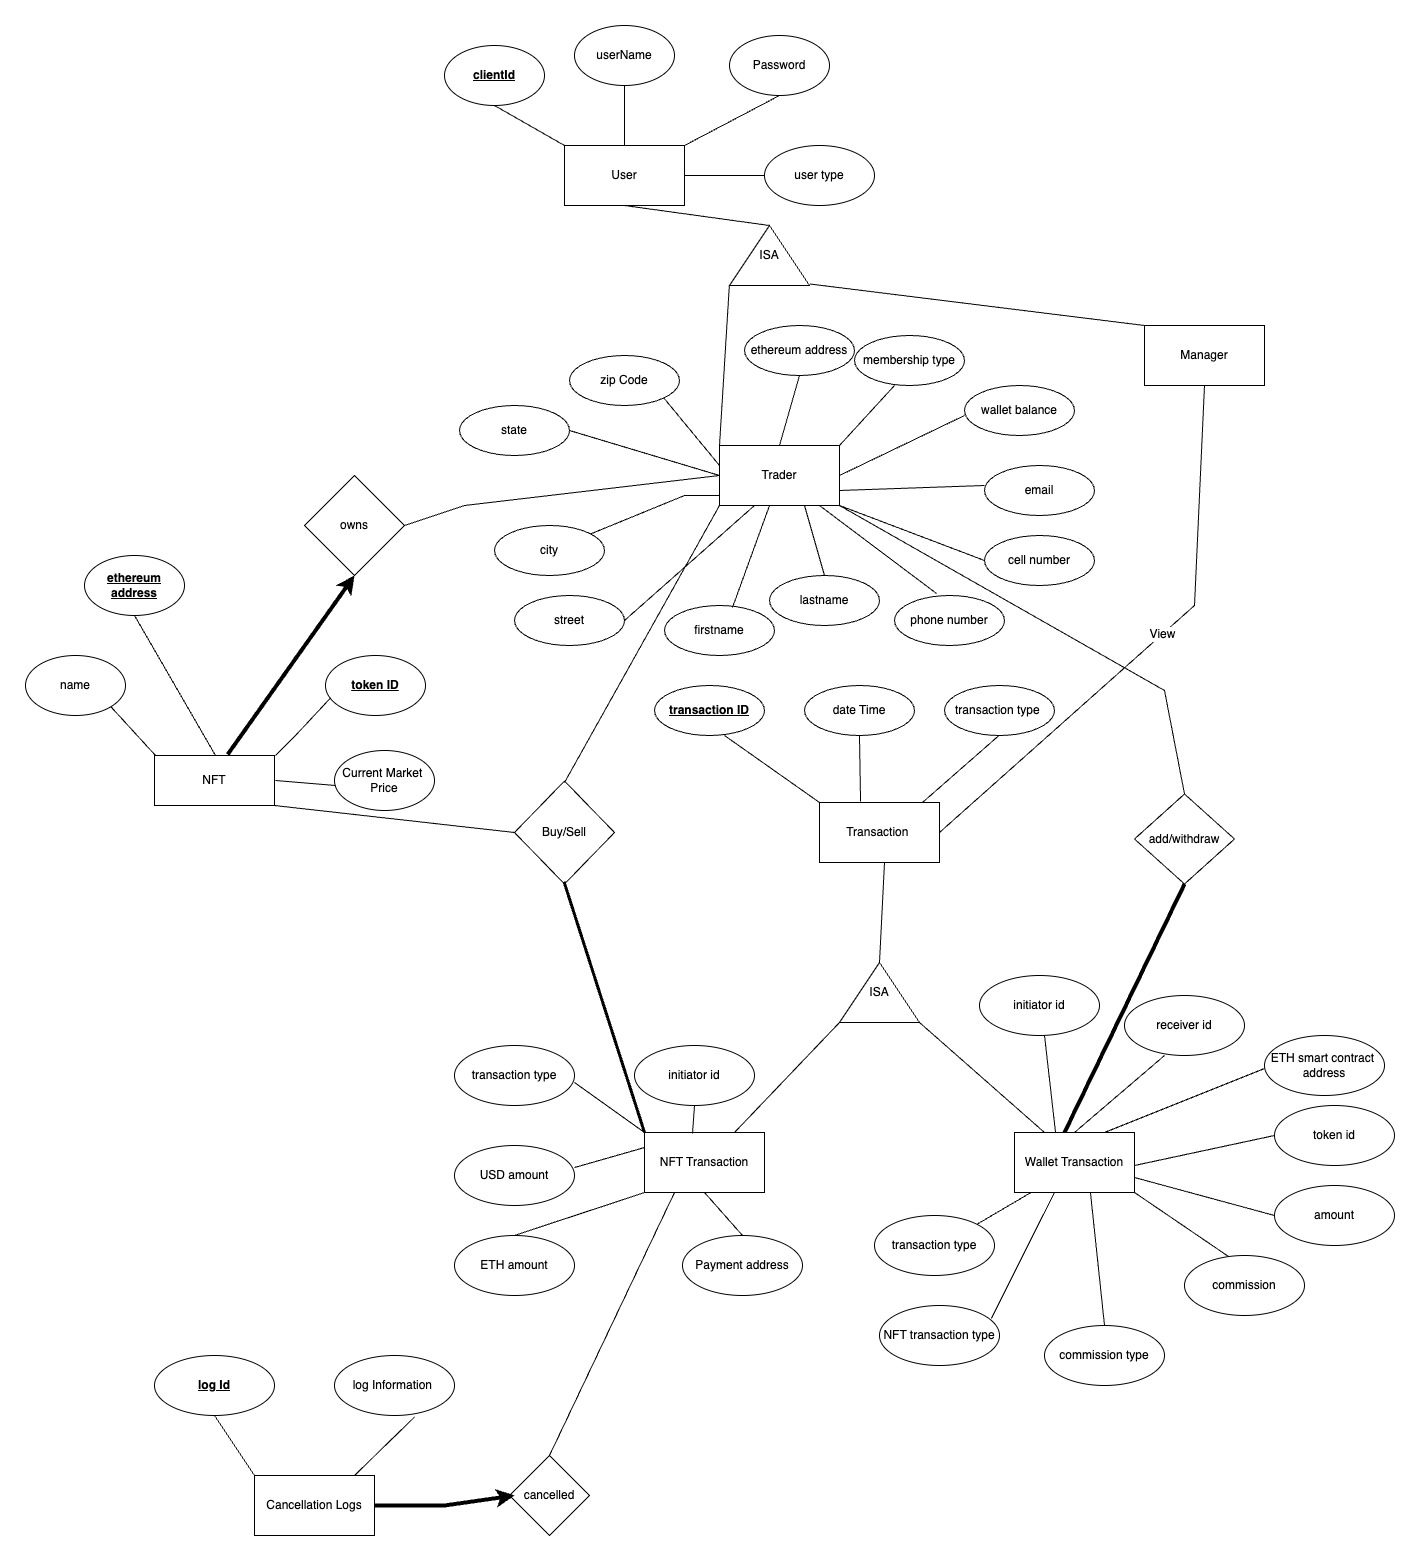 userName
Password
clientId
User
user type
ISA
ethereum address
membership type
Manager
zip Code
wallet balance
state
Trader
email
owns
city
cell number
ethereum
address
lastname
street
firstname
phone number
View
name
token ID
transaction ID
date Time
transaction type
NFT
Current Market
Price
Buy/Sell
Transaction
add/withdraw
ISA
initiator id
receiver id
ETH smart contract
address
transaction type
initiator id
token id
NFT Transaction
Wallet Transaction
USD amount
amount
transaction type
ETH amount
Payment address
commission
NFT transaction type
commission type
log Id
log Information
cancelled
Cancellation Logs